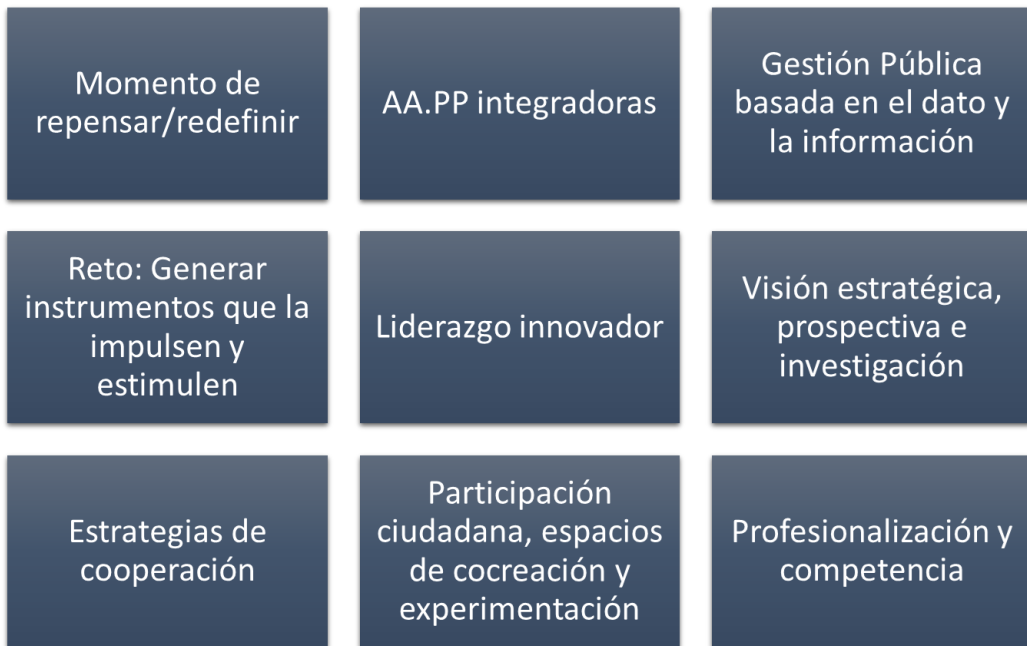 Momento de
repensar/redefinir
AA.PP integradoras
Gestión Pública
basada en el dato y
la información
Reto: Generar
instrumentos que la
impulsen y
estimulen
Liderazgo innovador
Visión estratégica,
prospectiva e
investigación
Estrategias de
cooperación
Participación
ciudadana, espacios
de cocreación y
experimentación
Profesionalización y
competencia